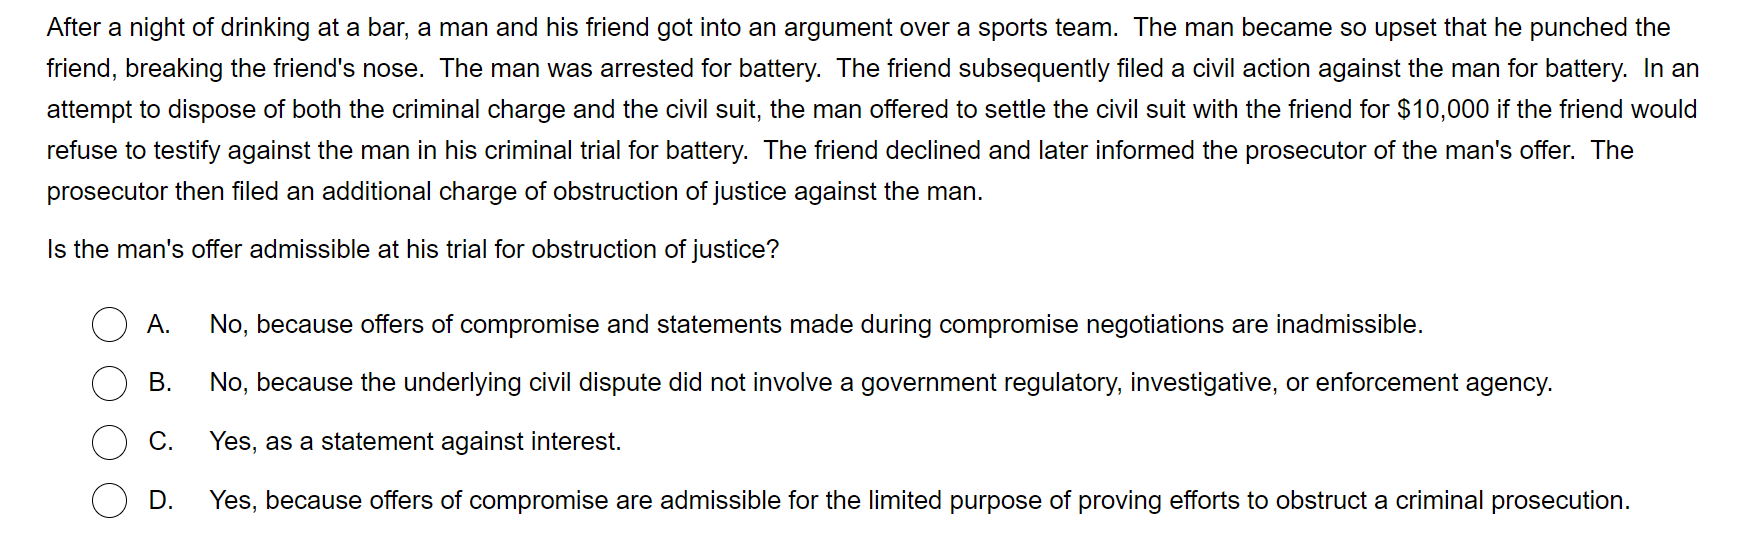 After a night of drinking at a bar, a man and his friend got into an argument over a sports team.  The man became so upset that he punched the
friend, breaking the friend's nose.  The man was arrested for battery.  The friend subsequently filed a civil action against the man for battery.  In an
attempt to dispose of both the criminal charge and the civil suit, the man offered to settle the civil suit with the friend for $10,000 if the friend would
refuse to testify against the man in his criminal trial for battery.  The friend declined and later informed the prosecutor of the man's offer.  The
prosecutor then filed an additional charge of obstruction of justice against the man.
Is the man's offer admissible at his trial for obstruction of justice?
A. No, because offers of compromise and statements made during compromise negotiations are inadmissible.
B. No, because the underlying civil dispute did not involve a government regulatory, investigative, or enforcement agency.
C. Yes, as a statement against interest.
D. Yes, because offers of compromise are admissible for the limited purpose of proving efforts to obstruct a criminal prosecution.